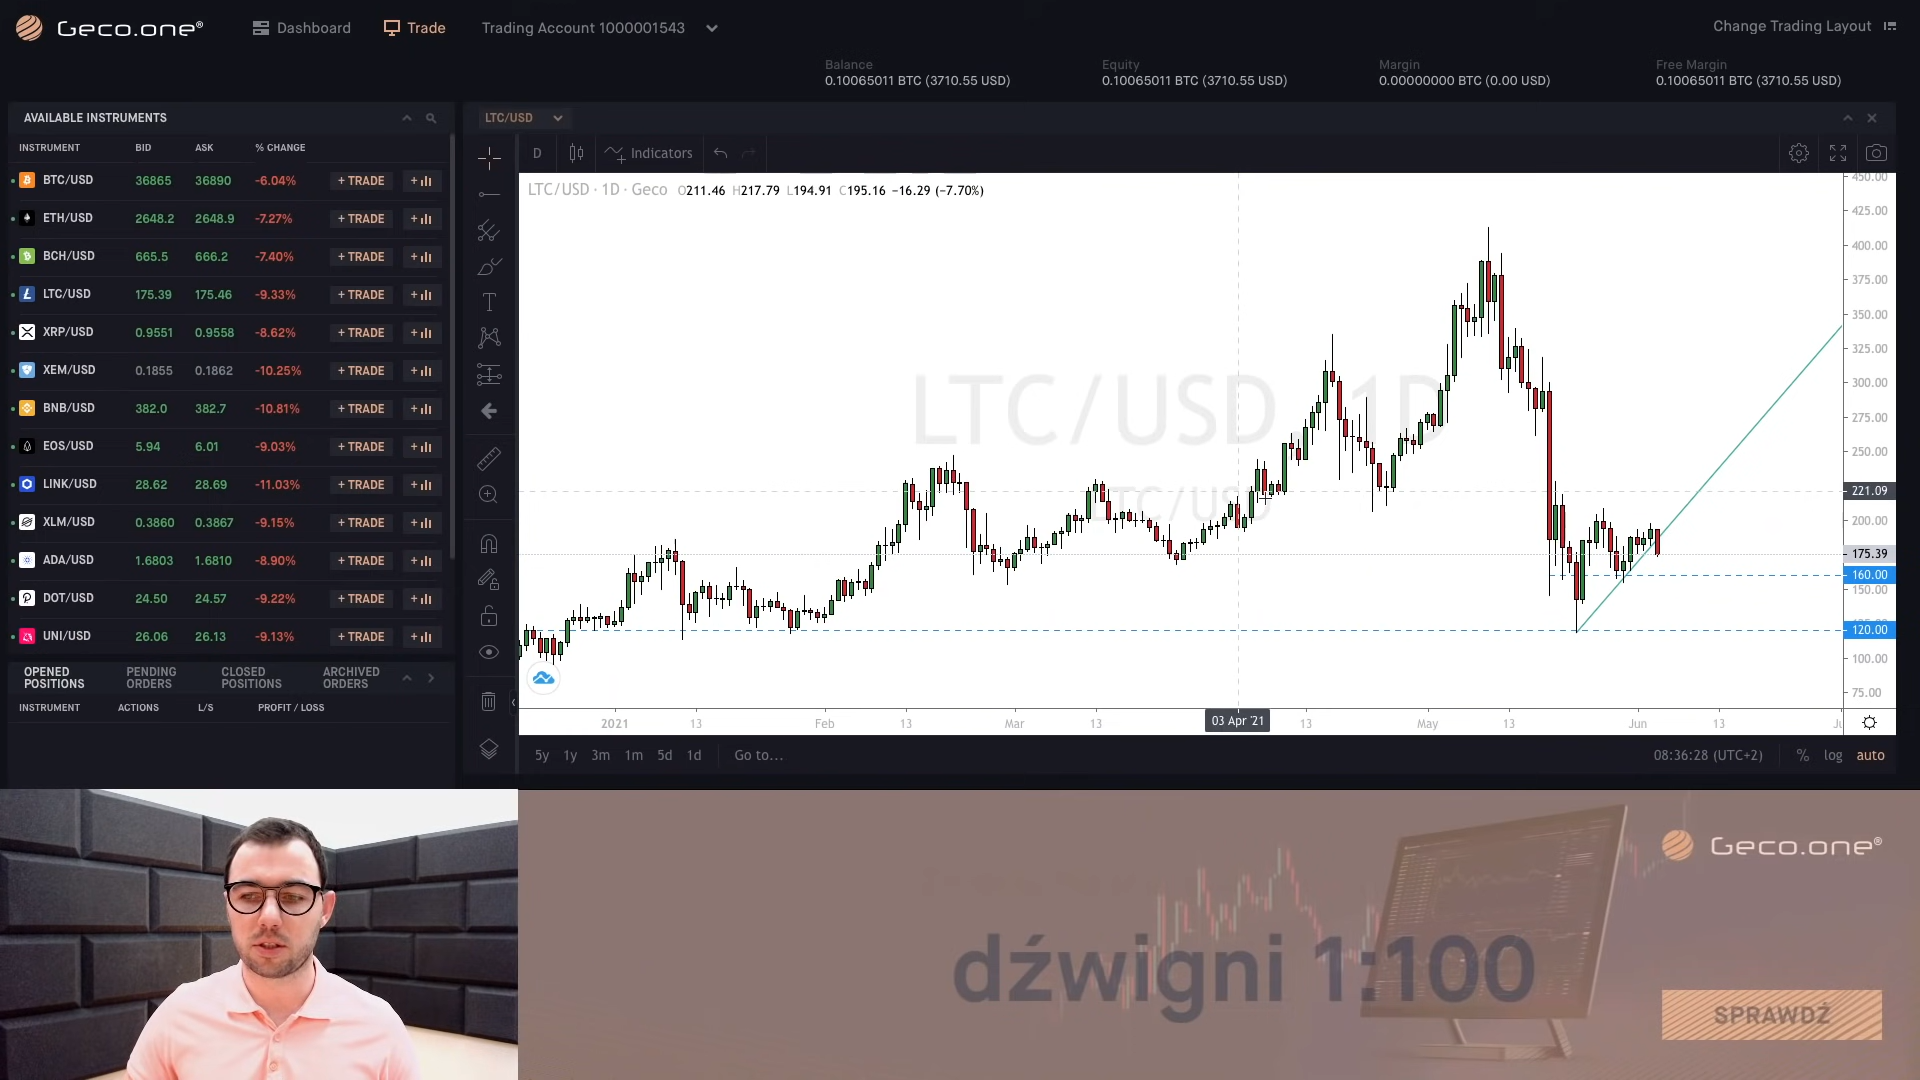 Geco.one®
Dashboard
Trade
Trading Account 1000001543
Change Trading Layout
Balance
0.10065011 BTC (3710.55 USD)
Equity
0.10065011 BTC (3710.55 USD)
Margin
0.00000000 BTC (0.00 USD)
Free Margin
0.10065011 BTC (3710.55 USD)
AVAILABLE INSTRUMENTS
INSTRUMENT BID ASK % CHANGE
BTC/USD 36865 36890 -6.04% + TRADE
ETH/USD 2648.2 2648.9 -7.27% + TRADE
BCH/USD 665.5 666.2 -7.40% + TRADE
LTC/USD 175.39 175.46 -9.33% + TRADE
XRP/USD 0.9551 0.9558 -8.62% + TRADE
XEM/USD 0.1855 0.1862 -10.25% + TRADE
BNB/USD 382.0 382.7 -10.81% + TRADE
EOS/USD 5.94 6.01 -9.03% + TRADE
LINK/USD 28.62 28.69 -11.03% + TRADE
XLM/USD 0.3860 0.3867 -9.15% + TRADE
ADA/USD 1.6803 1.6810 -8.90% + TRADE
DOT/USD 24.50 24.57 -9.22% + TRADE
UNI/USD 26.06 26.13 -9.13% + TRADE
OPENED POSITIONS
PENDING ORDERS
CLOSED POSITIONS
ARCHIVED ORDERS
INSTRUMENT ACTIONS L/S PROFIT / LOSS
LTC/USD
D
Indicators
LTC/USD · 1D · Geco O211.46 H217.79 L194.91 C195.16 −16.29 (−7.70%)
LTC/USD, 1D
LTC/USD
450.00
425.00
400.00
375.00
350.00
325.00
300.00
275.00
250.00
221.09
200.00
175.39
160.00
150.00
120.00
100.00
75.00
2021 13 Feb 13 Mar 13 03 Apr '21 13 May 13 Jun 13
5y 1y 3m 1m 5d 1d Go to...
08:36:28 (UTC+2) % log auto
Geco.one®
dźwigni 1:100
SPRAWDŹ